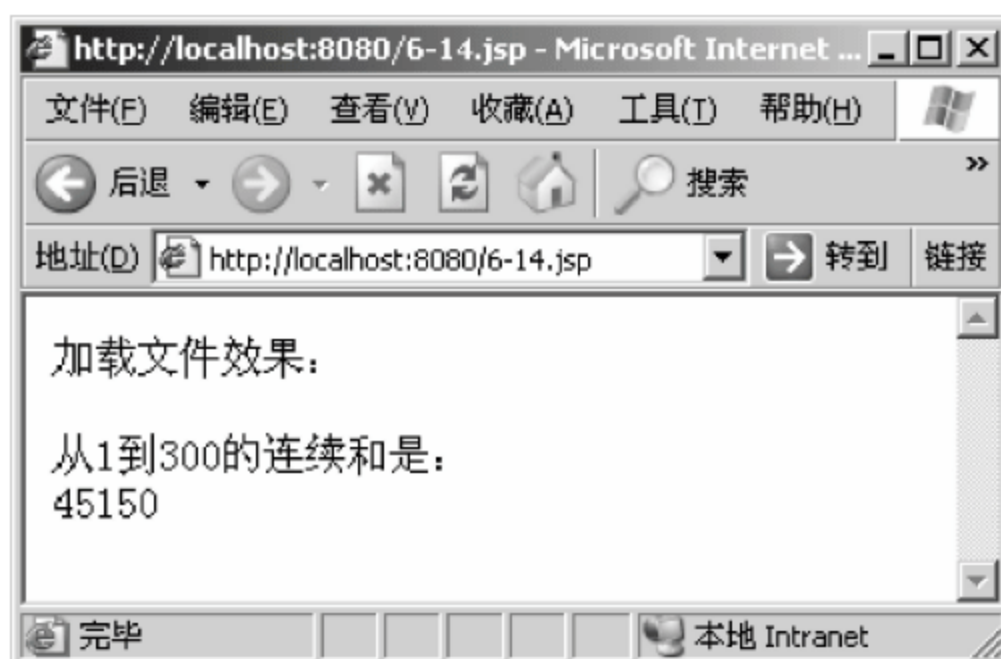 http://localhost:8080/6-14.jsp - Microsoft Internet ...
文件(F) 编辑(E) 查看(V) 收藏(A) 工具(T) 帮助(H)
后退 搜索 »
地址(D) http://localhost:8080/6-14.jsp 转到 链接
加载文件效果：
从1到300的连续和是：
45150
完毕 本地 Intranet